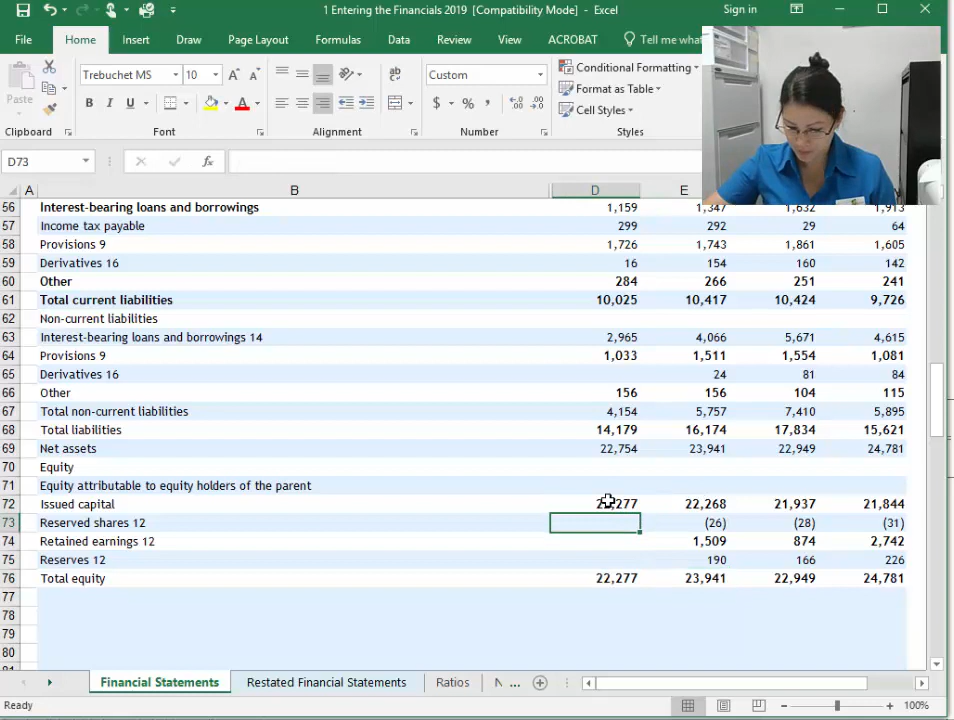 1 Entering the Financials 2019 [Compatibility Mode] - Excel
Sign in
File Home Insert Draw Page Layout Formulas Data Review View ACROBAT Tell me what
Paste
Trebuchet MS 10 A A
B I U A
ab
Custom
$ % ,
Conditional Formatting
Format as Table
Cell Styles
Clipboard Font Alignment Number Styles
D73 fx
A B D E
56 Interest-bearing loans and borrowings 1,159 1,347 1,632 1,913
57 Income tax payable 299 292 29 64
58 Provisions 9 1,726 1,743 1,861 1,605
59 Derivatives 16 16 154 160 142
60 Other 284 266 251 241
61 Total current liabilities 10,025 10,417 10,424 9,726
62 Non-current liabilities
63 Interest-bearing loans and borrowings 14 2,965 4,066 5,671 4,615
64 Provisions 9 1,033 1,511 1,554 1,081
65 Derivatives 16 24 81 84
66 Other 156 156 104 115
67 Total non-current liabilities 4,154 5,757 7,410 5,895
68 Total liabilities 14,179 16,174 17,834 15,621
69 Net assets 22,754 23,941 22,949 24,781
70 Equity
71 Equity attributable to equity holders of the parent
72 Issued capital 22,277 22,268 21,937 21,844
73 Reserved shares 12 (26) (28) (31)
74 Retained earnings 12 1,509 874 2,742
75 Reserves 12 190 166 226
76 Total equity 22,277 23,941 22,949 24,781
77
78
79
80
81
Financial Statements Restated Financial Statements Ratios ...
Ready 100%